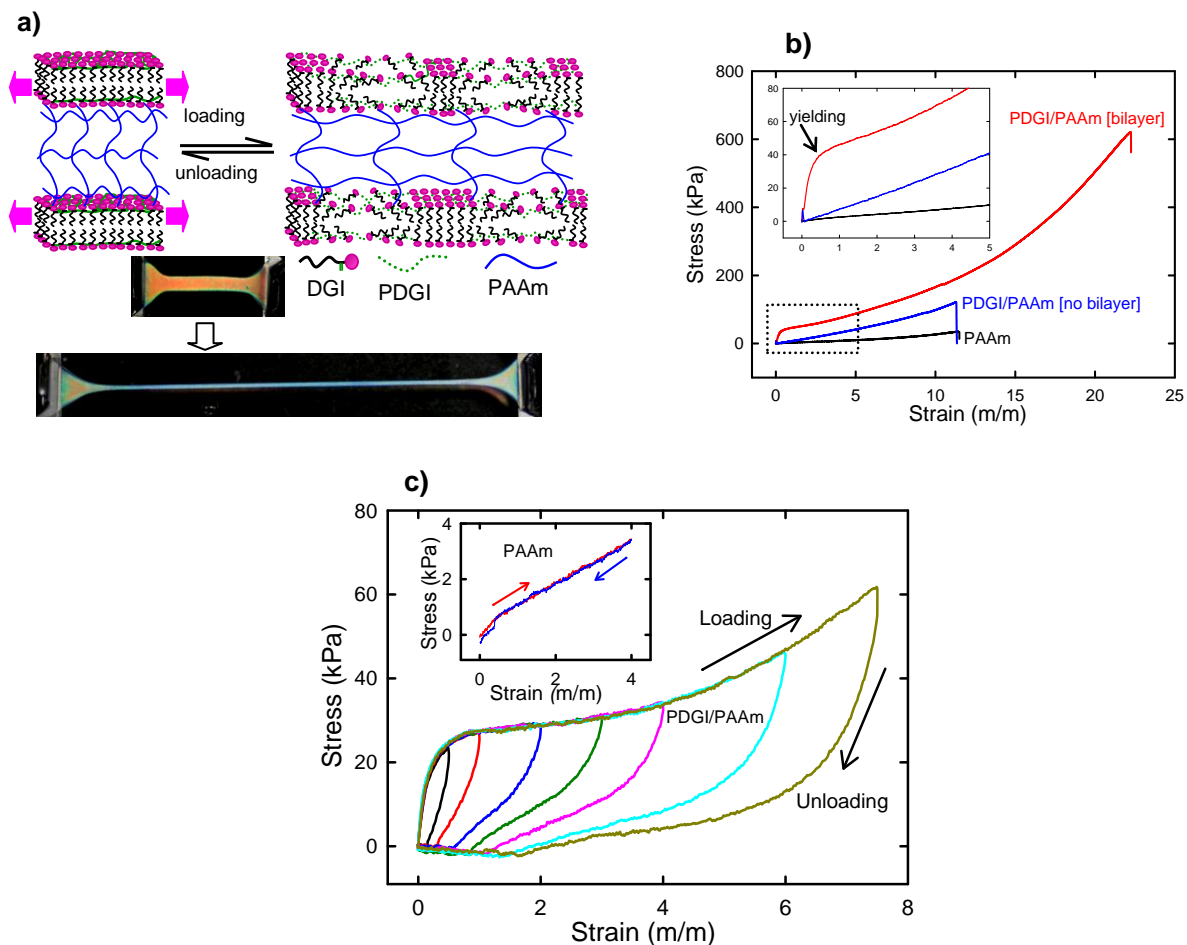 a)
loading
unloading
DGI
PDGI
PAAm
b)
800
600
400
200
0
Stress (kPa)
0
5
10
15
20
25
Strain (m/m)
PDGI/PAAm [bilayer]
PDGI/PAAm [no bilayer]
PAAm
yielding
80
60
40
20
0
0
1
2
3
4
5
c)
80
60
40
20
0
Stress (kPa)
0
2
4
6
8
Strain (m/m)
4
2
0
Stress (kPa)
PAAm
0
2
4
Strain (m/m)
Loading
PDGI/PAAm
Unloading